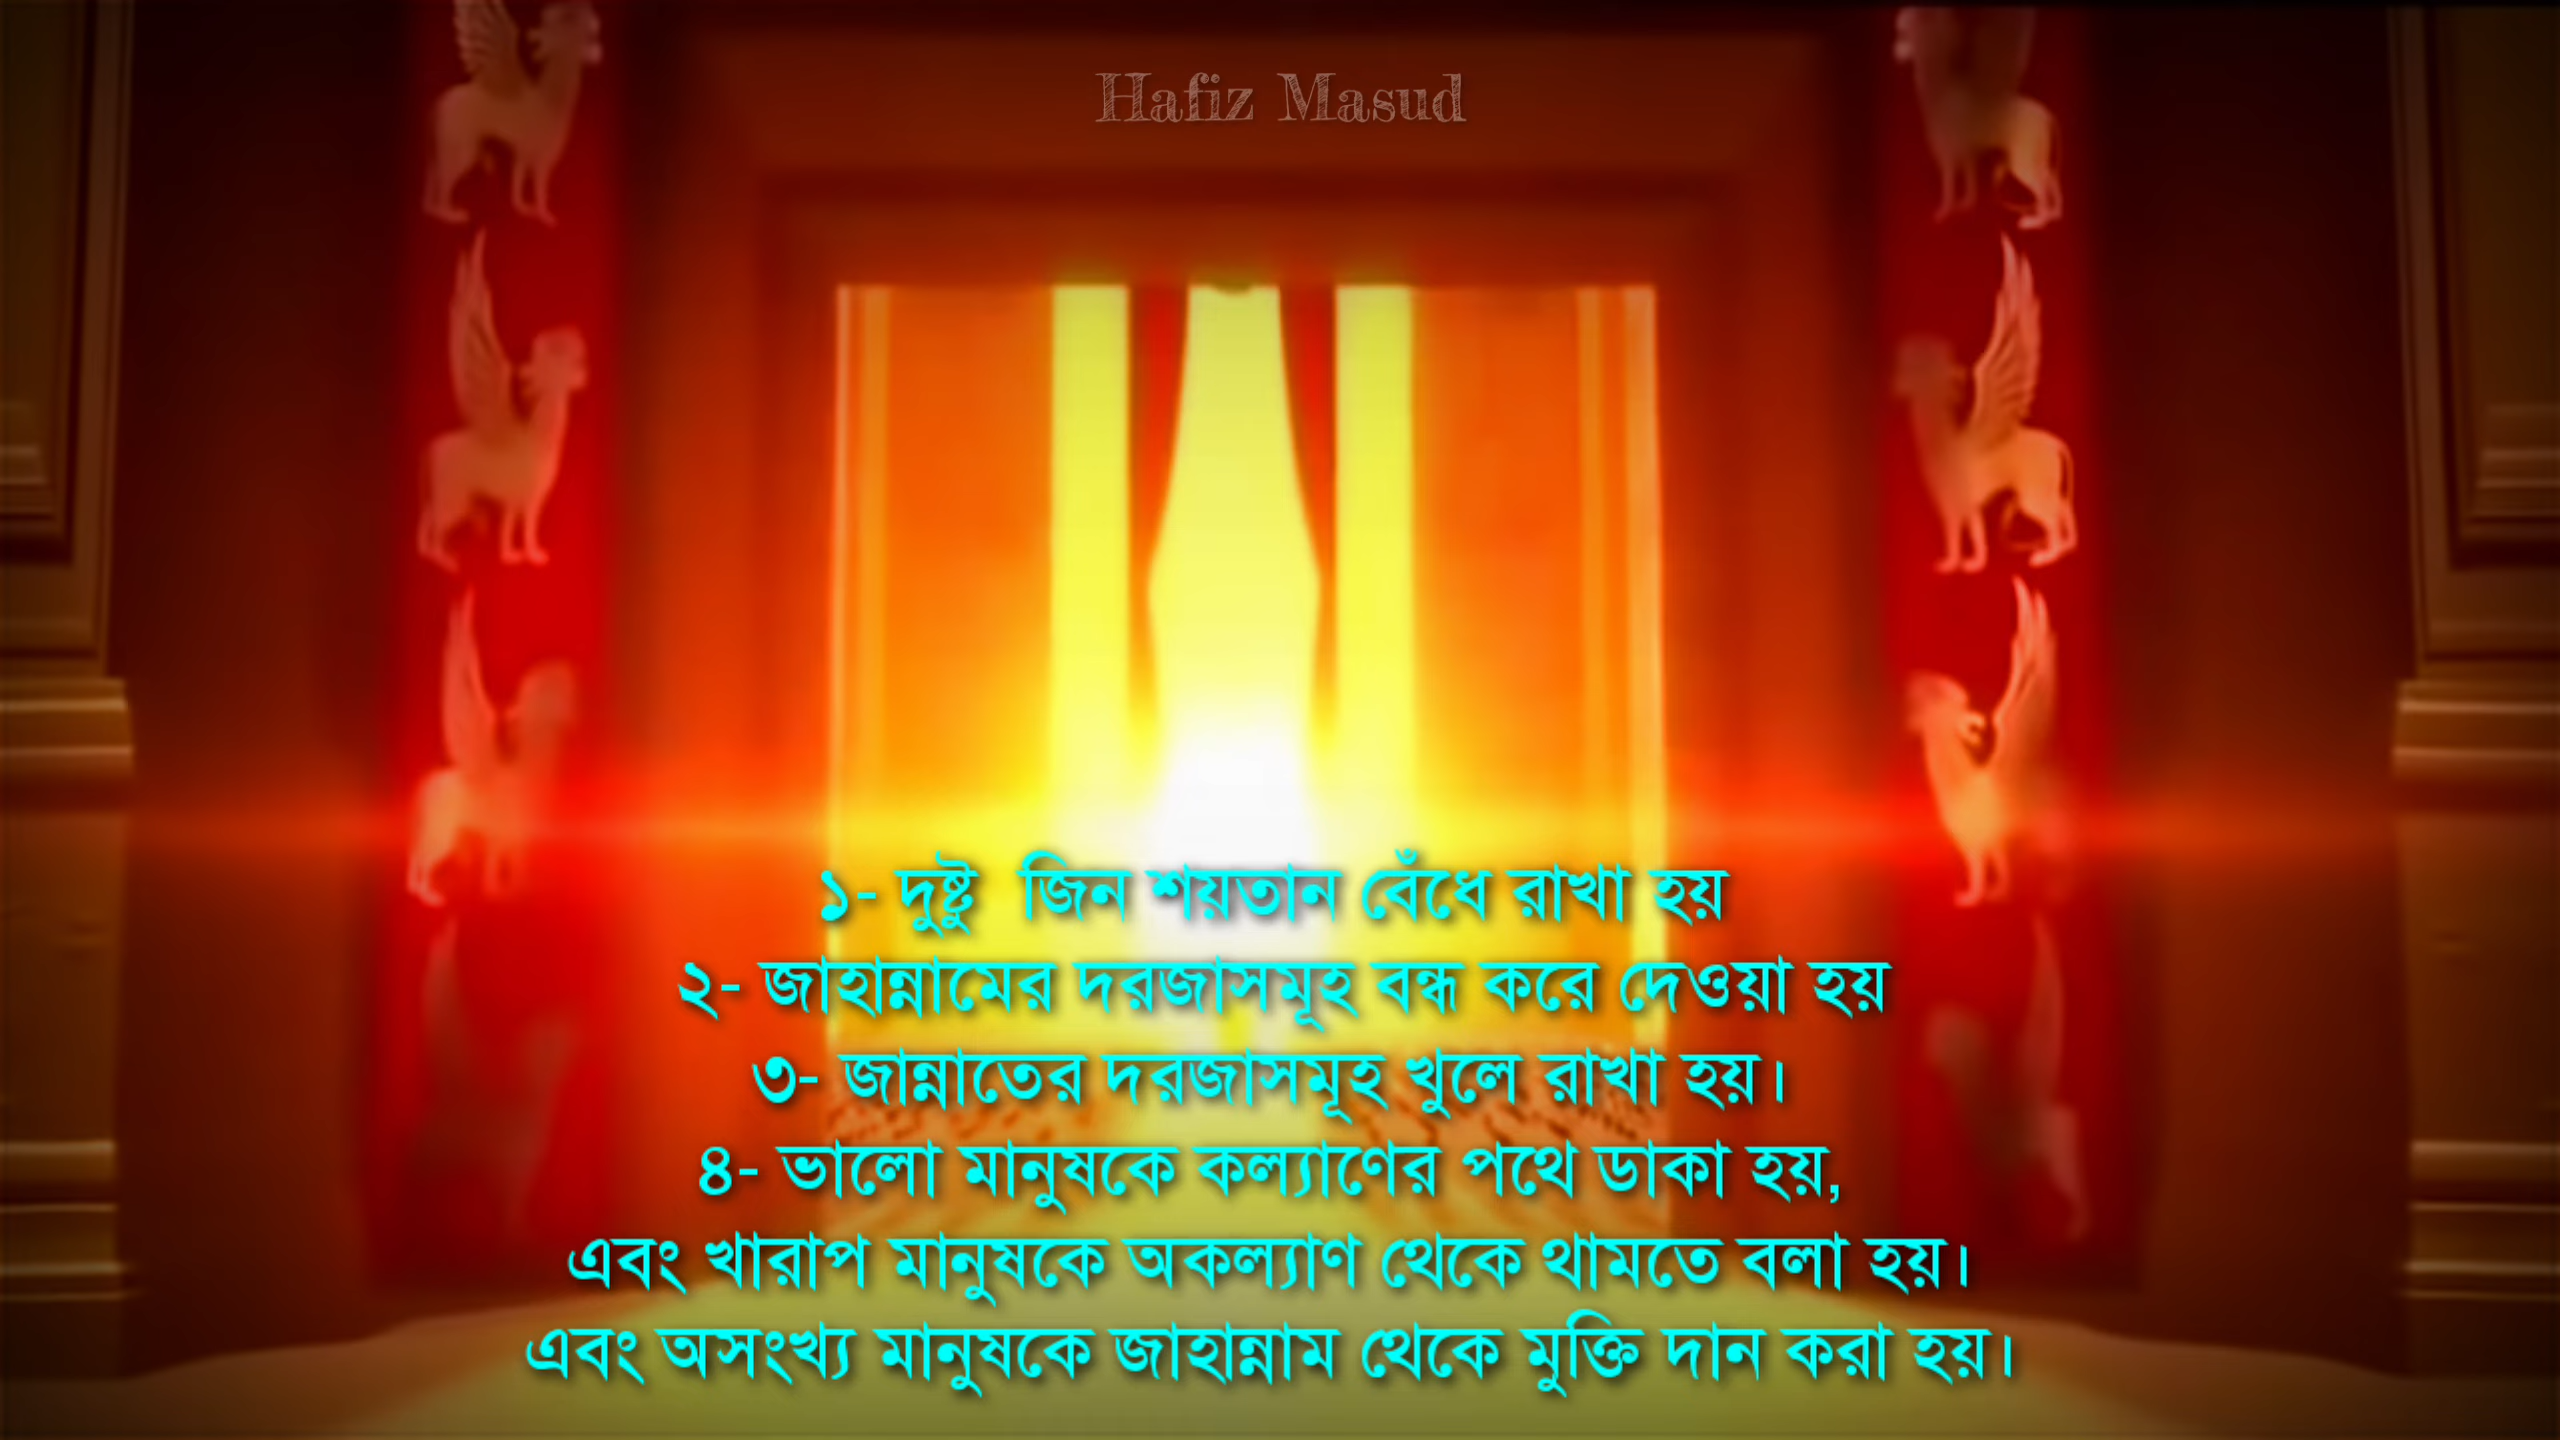 Hafiz Masud
১- দুষ্টু জিন শয়তান বেঁধে রাখা হয়
২- জাহান্নামের দরজাসমূহ বন্ধ করে দেওয়া হয়
৩- জান্নাতের দরজাসমূহ খুলে রাখা হয়।
৪- ভালো মানুষকে কল্যাণের পথে ডাকা হয়,
এবং খারাপ মানুষকে অকল্যাণ থেকে থামতে বলা হয়।
এবং অসংখ্য মানুষকে জাহান্নাম থেকে মুক্তি দান করা হয়।